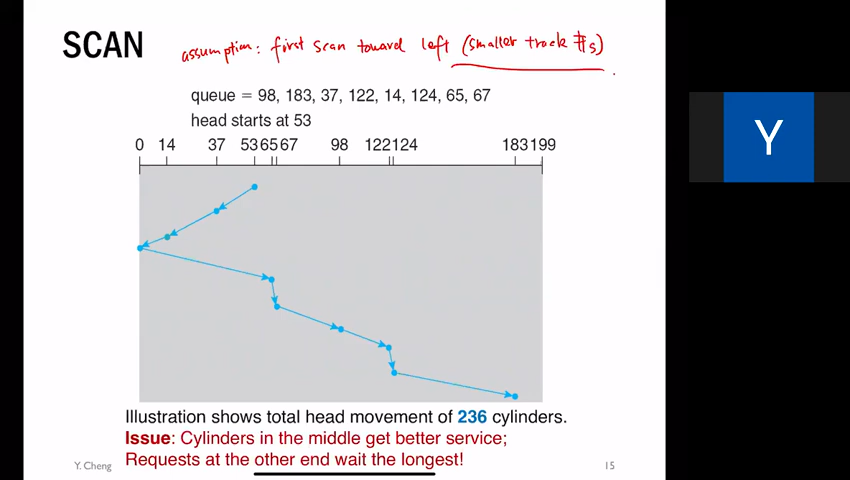 SCAN
assumption: first scan toward left (smaller track #s)
queue = 98, 183, 37, 122, 14, 124, 65, 67
head starts at 53
0 14 37 53 65 67 98 122 124 183 199
Illustration shows total head movement of 236 cylinders.
Issue: Cylinders in the middle get better service;
Requests at the other end wait the longest!
Y. Cheng
15
Y